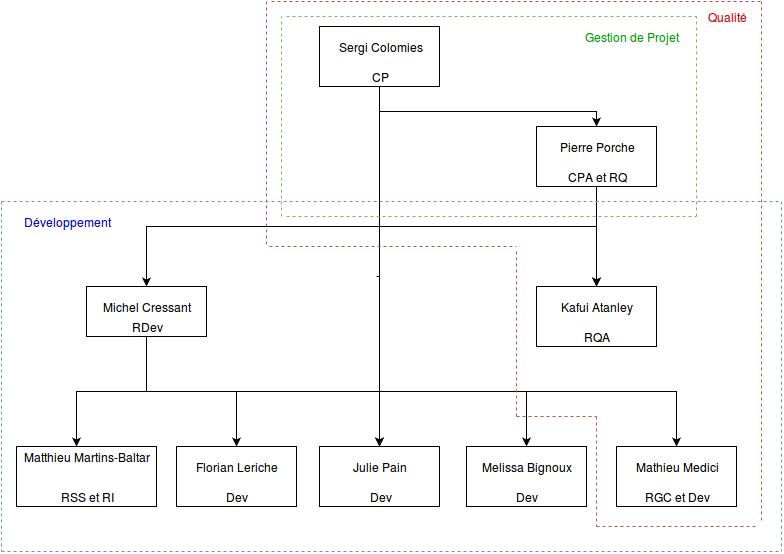 Qualité
Gestion de Projet
Sergi Colomies
CP
Pierre Porche
CPA et RQ
Développement
Michel Cressant
RDev
Kafui Atanley
RQA
Matthieu Martins-Baltar
RSS et RI
Florian Leriche
Dev
Julie Pain
Dev
Melissa Bignoux
Dev
Mathieu Medici
RGC et Dev